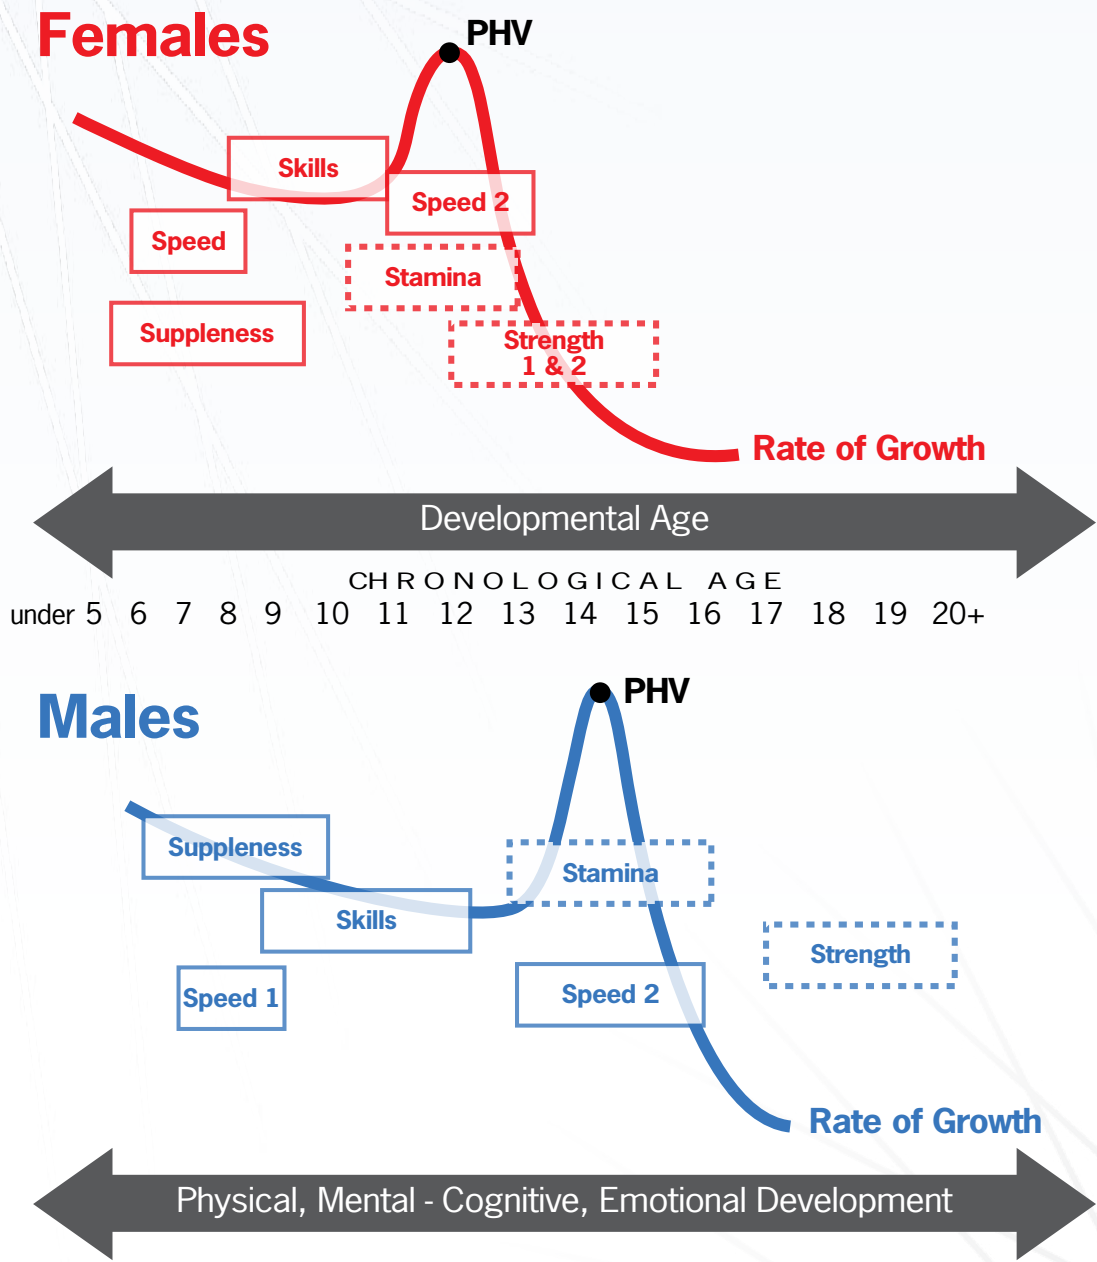 Females
PHV
Skills
Speed 2
Speed
Stamina
Suppleness
Strength
1 & 2
Rate of Growth
Developmental Age
CHRONOLOGICAL AGE
under 5 6 7 8 9 10 11 12 13 14 15 16 17 18 19 20+
Males
PHV
Suppleness
Stamina
Skills
Strength
Speed 1
Speed 2
Rate of Growth
Physical, Mental - Cognitive, Emotional Development